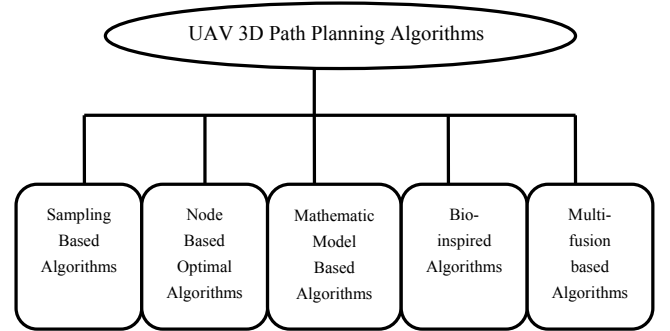 UAV 3D Path Planning Algorithms
Sampling
Based
Algorithms
Node
Based
Optimal
Algorithms
Mathematic
Model
Based
Algorithms
Bio-
inspired
Algorithms
Multi-
fusion
based
Algorithms